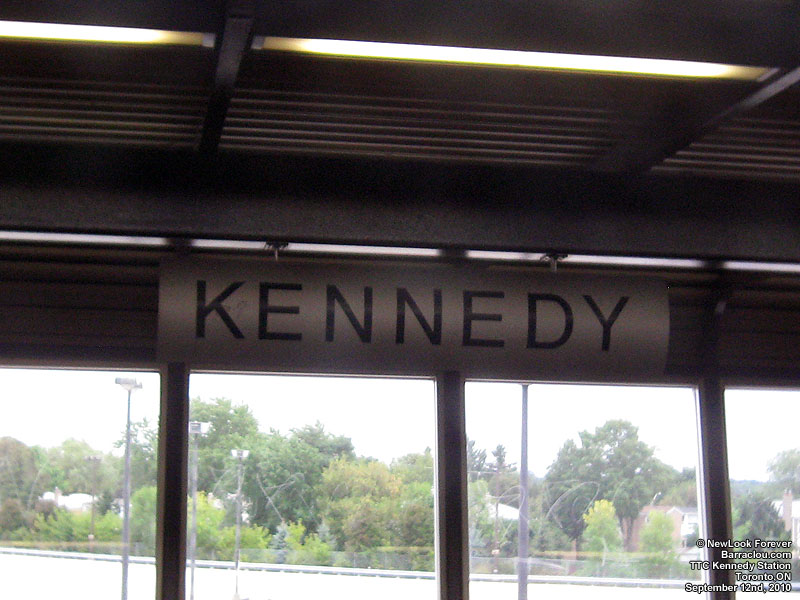 KENNEDY
© NewLook Forever
Barraclou.com
TTC Kennedy Station
Toronto ON
September 12nd, 2010